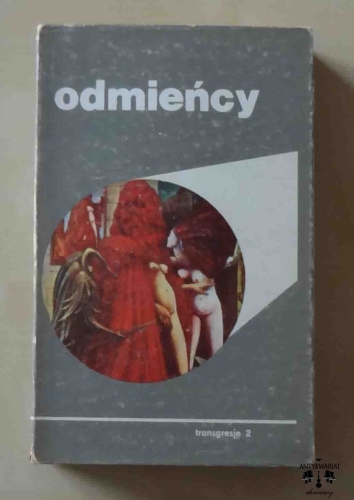 odmieńcy
transgresje 2
ANTYKWARIAT